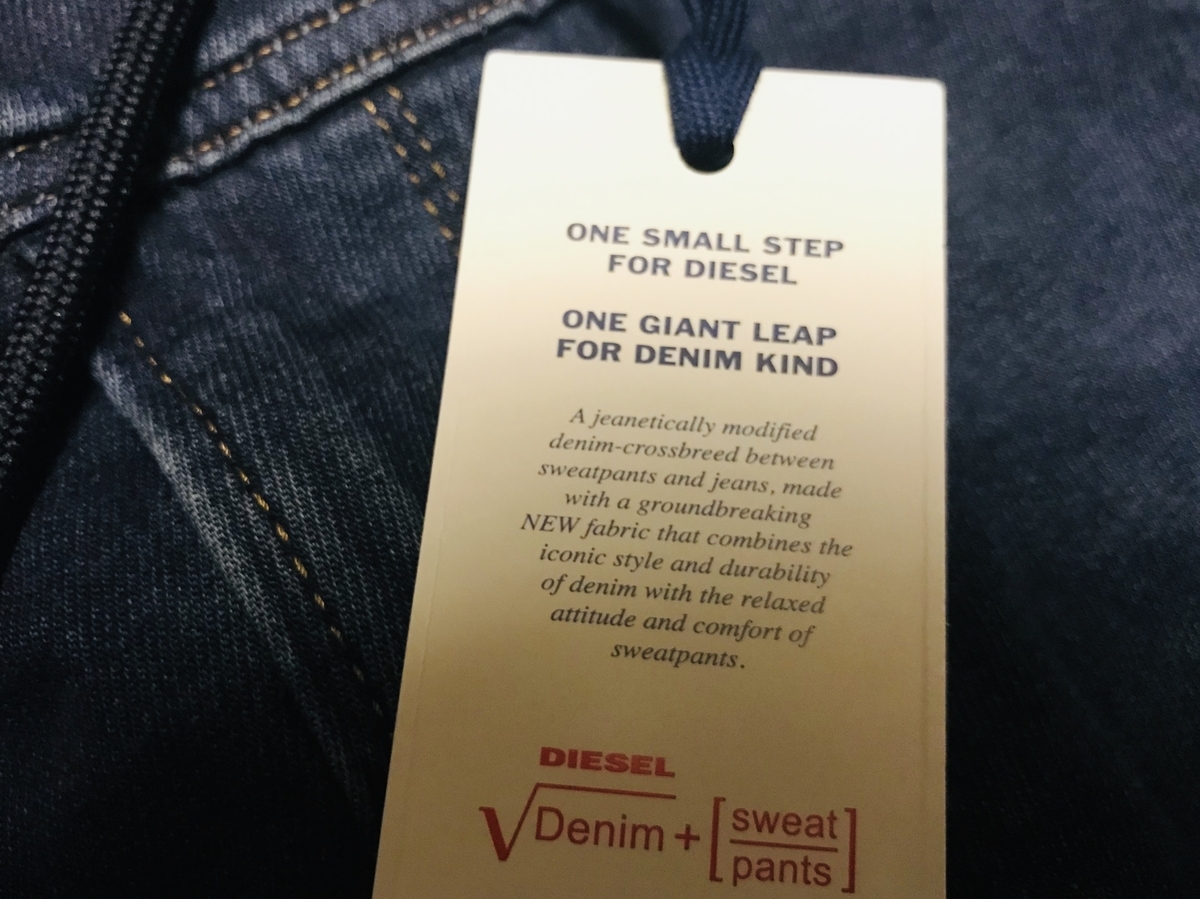 ONE SMALL STEP
FOR DIESEL
ONE GIANT LEAP
FOR DENIM KIND
A jeanetically modified
denim-crossbreed between
sweatpants and jeans, made
with a groundbreaking
NEW fabric that combines the
iconic style and durability
of denim with the relaxed
attitude and comfort of
sweatpants.
DIESEL
√Denim + [sweat
pants]